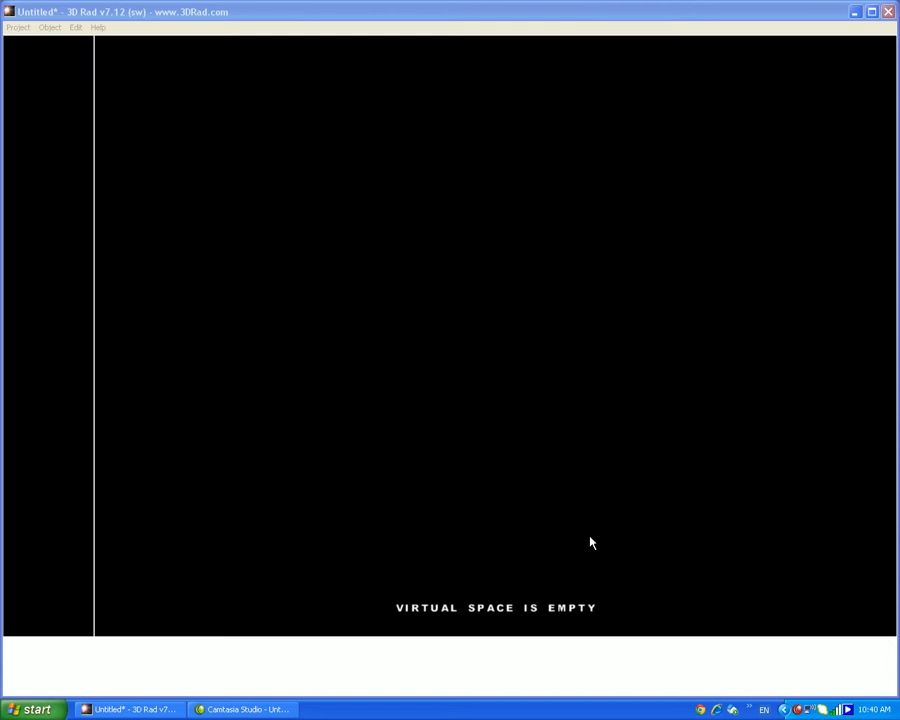 Untitled* - 3D Rad v7.12 (sw) - www.3DRad.com
Project Object Edit Help
VIRTUAL SPACE IS EMPTY
start Untitled* - 3D Rad v7... Camtasia Studio - Unt... EN 10:40 AM